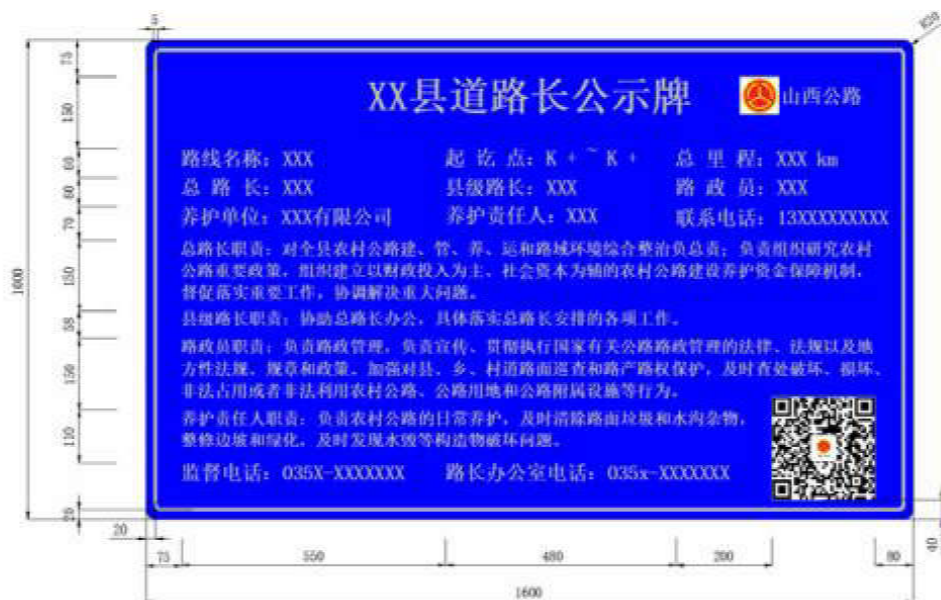 5
R50
XX县道路长公示牌
山西公路
路线名称：XXX 起 讫 点：K + ~ K + 总 里 程：XXX km
总 路 长：XXX 县级路长：XXX 路 政 员：XXX
养护单位：XXX有限公司 养护责任人：XXX 联系电话：13XXXXXXXXX
总路长职责：对全县农村公路建、管、养、运和路域环境综合整治负总责；负责组织研究农村
公路重要政策，组织建立以财政投入为主、社会资本为辅的农村公路建设养护资金保障机制，
督促落实重要工作，协调解决重大问题。
县级路长职责：协助总路长办公，具体落实总路长安排的各项工作。
路政员职责：负责路政管理，负责宣传、贯彻执行国家有关公路路政管理的法律、法规以及地
方性法规、规章和政策。加强对县、乡、村道路面巡查和路产路权保护，及时查处破坏、损坏、
非法占用或者非法利用农村公路、公路用地和公路附属设施等行为。
养护责任人职责：负责农村公路的日常养护，及时清除路面垃圾和水沟杂物，
整修边坡和绿化，及时发现水毁等构造物破坏问题。
监督电话：035X-XXXXXXX 路长办公室电话：035x-XXXXXXX
75
150
60
60
70
1000
150
58
150
110
20
20
40
75 550 480 200 80
1600